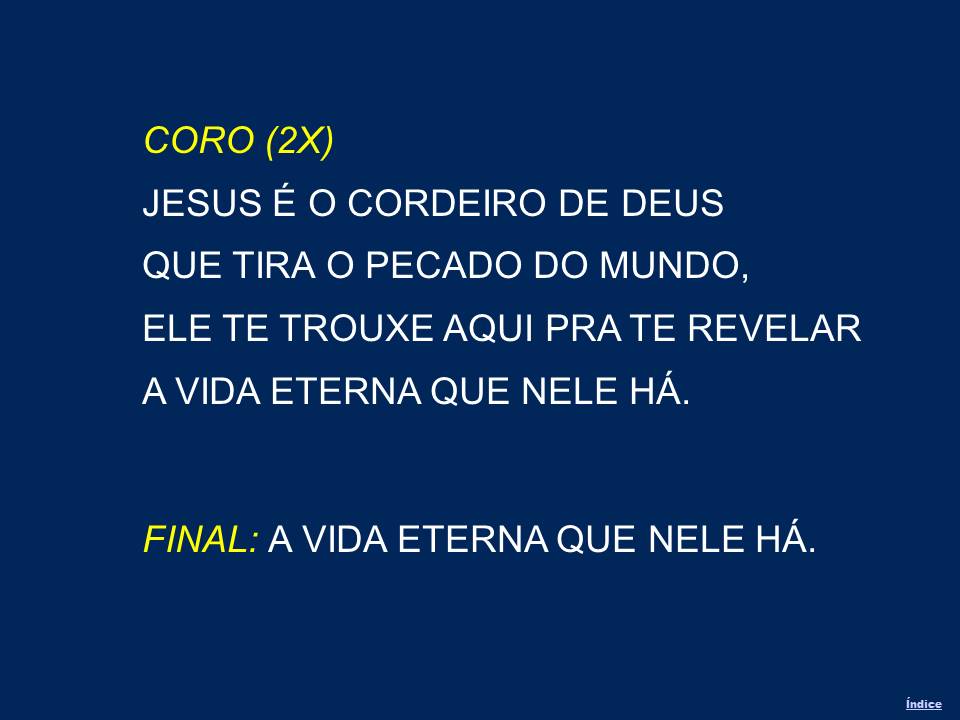 CORO (2X)
JESUS É O CORDEIRO DE DEUS
QUE TIRA O PECADO DO MUNDO,
ELE TE TROUXE AQUI PRA TE REVELAR
A VIDA ETERNA QUE NELE HÁ.
FINAL: A VIDA ETERNA QUE NELE HÁ.
Índice